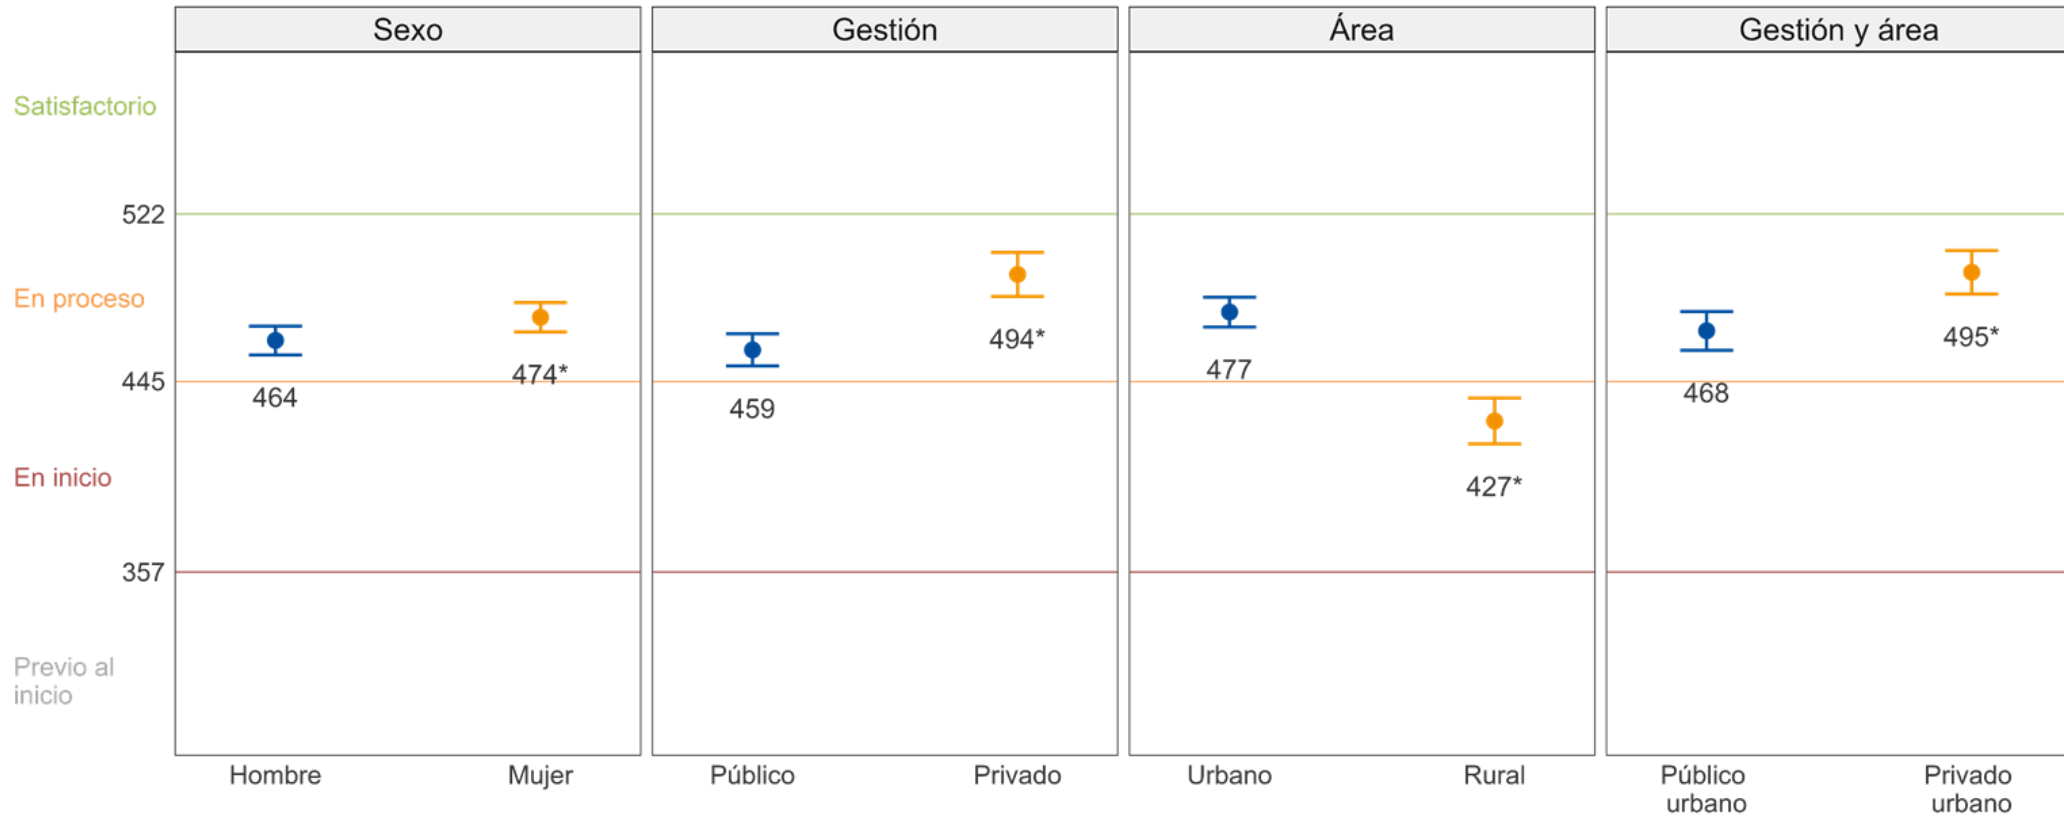 Sexo
Gestión
Área
Gestión y área
Satisfactorio
522
En proceso
445
En inicio
357
Previo al
inicio
464
474*
459
494*
477
427*
468
495*
Hombre
Mujer
Público
Privado
Urbano
Rural
Público
urbano
Privado
urbano